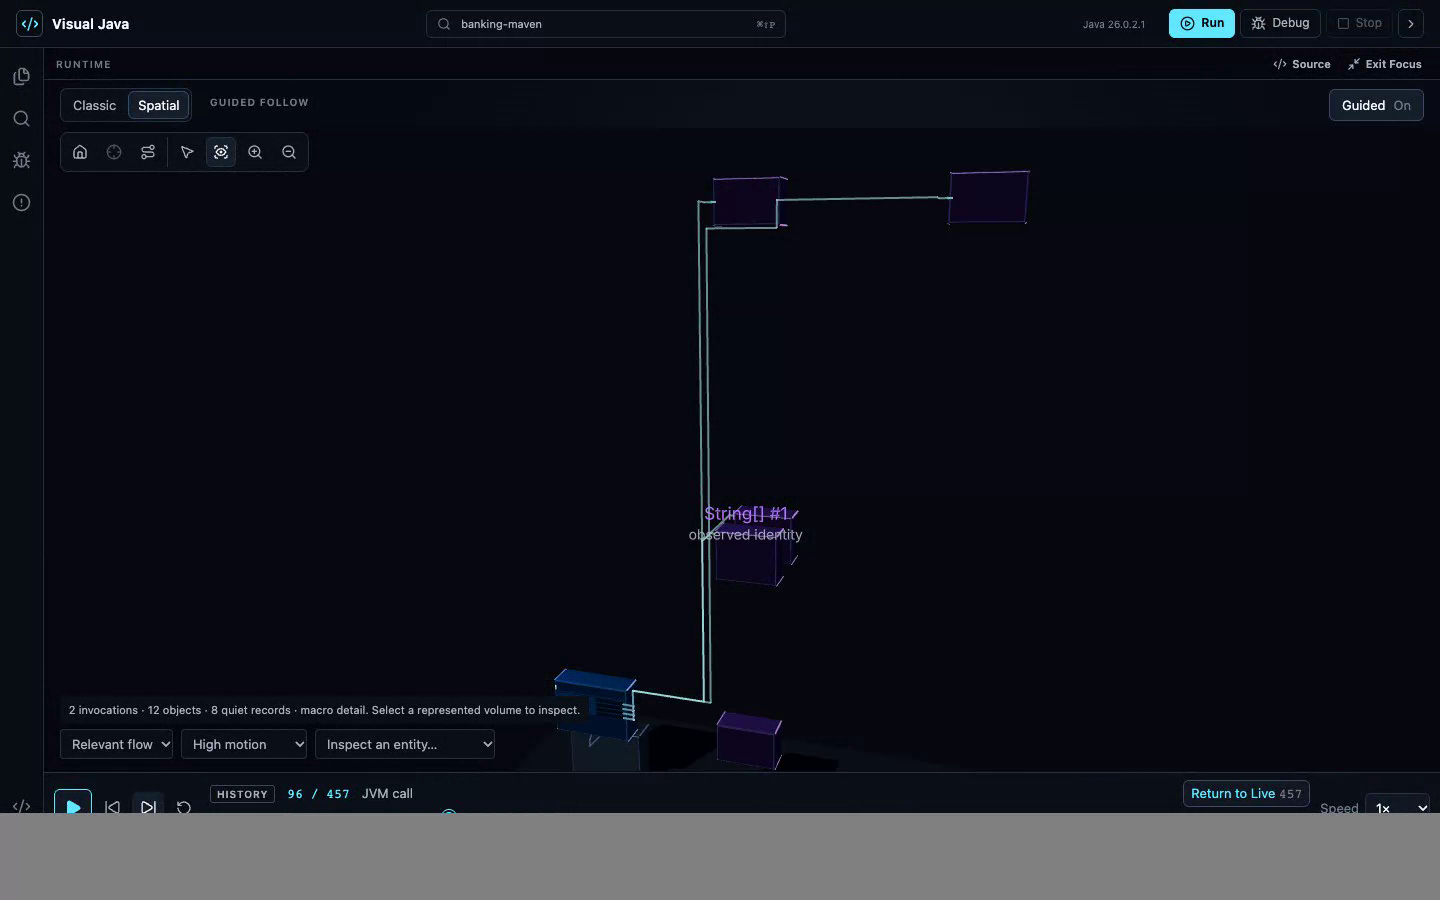 Visual Java
banking-maven
⌘⇧P
Java 26.0.2.1
Run
Debug
Stop
RUNTIME
Source
Exit Focus
Classic
Spatial
GUIDED FOLLOW
Guided On
String[] #1
observed identity
2 invocations · 12 objects · 8 quiet records · macro detail. Select a represented volume to inspect.
Relevant flow
High motion
Inspect an entity...
HISTORY
96 / 457
JVM call
Return to Live 457
Speed
1×